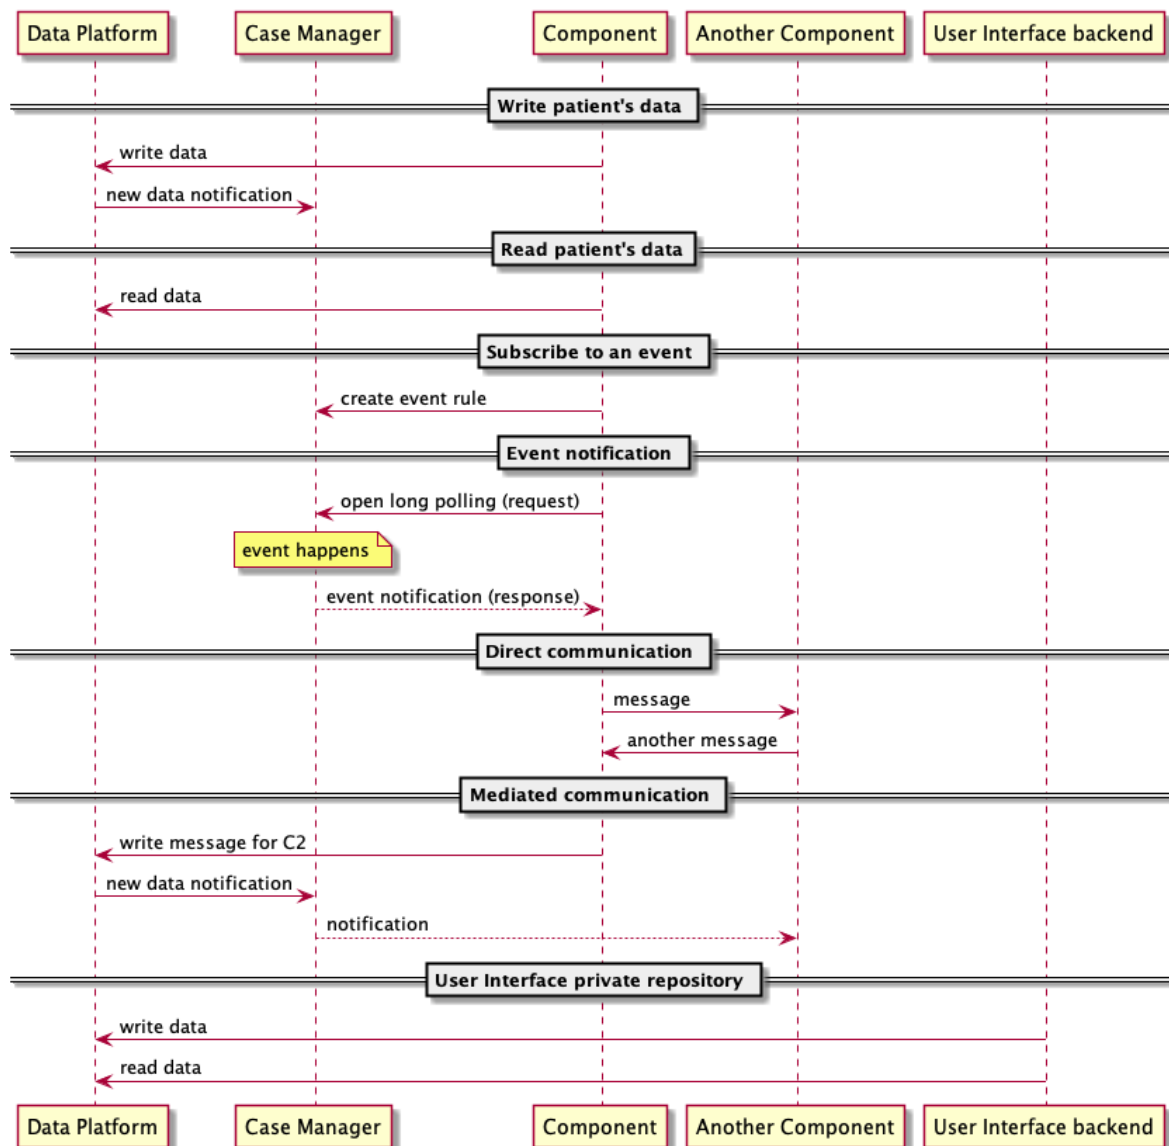 Data Platform
Case Manager
Component
Another Component
User Interface backend
Write patient's data
write data
new data notification
Read patient's data
read data
Subscribe to an event
create event rule
Event notification
open long polling (request)
event happens
event notification (response)
Direct communication
message
another message
Mediated communication
write message for C2
new data notification
notification
User Interface private repository
write data
read data
Data Platform
Case Manager
Component
Another Component
User Interface backend